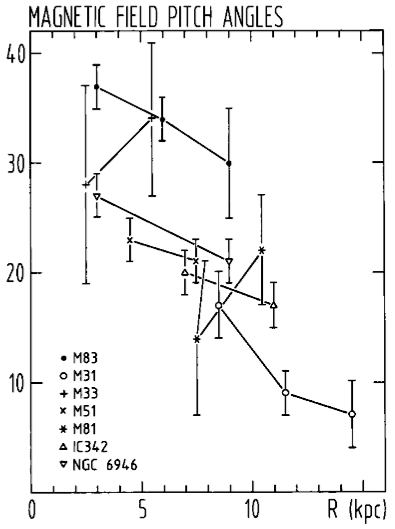 MAGNETIC FIELD PITCH ANGLES
40
30
20
10
0
M83
M31
M33
M51
M81
IC342
NGC 6946
0 5 10 R (kpc)